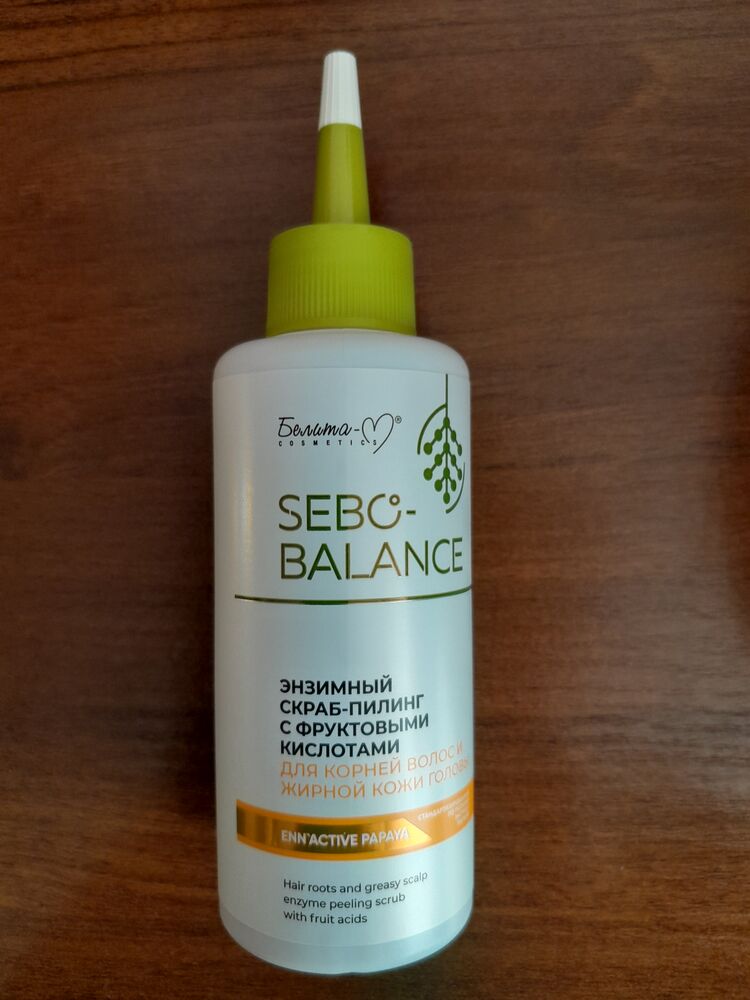 Белита-М®
COSMETICS
SEBO-
BALANCE
ЭНЗИМНЫЙ
СКРАБ-ПИЛИНГ
С ФРУКТОВЫМИ
КИСЛОТАМИ
ДЛЯ КОРНЕЙ ВОЛОС И
ЖИРНОЙ КОЖИ ГОЛОВЫ
ENN'ACTIVE PAPAYA
Hair roots and greasy scalp
enzyme peeling scrub
with fruit acids